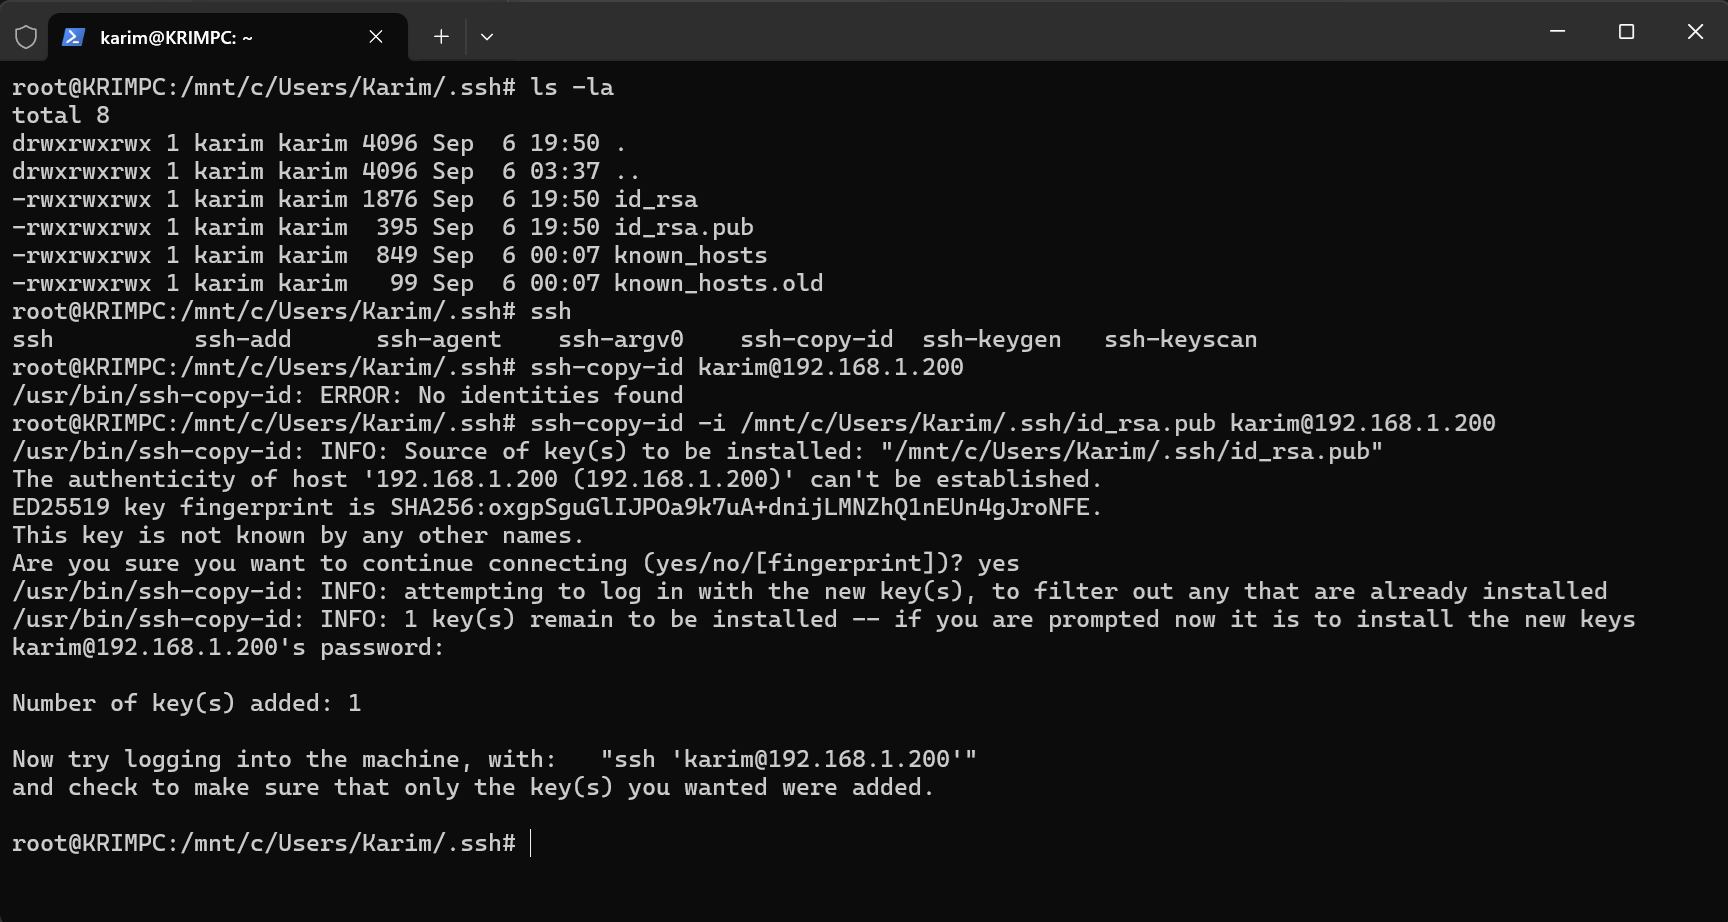 karim@KRIMPC: ~
root@KRIMPC:/mnt/c/Users/Karim/.ssh# ls -la
total 8
drwxrwxrwx 1 karim karim 4096 Sep  6 19:50 .
drwxrwxrwx 1 karim karim 4096 Sep  6 03:37 ..
-rwxrwxrwx 1 karim karim 1876 Sep  6 19:50 id_rsa
-rwxrwxrwx 1 karim karim  395 Sep  6 19:50 id_rsa.pub
-rwxrwxrwx 1 karim karim  849 Sep  6 00:07 known_hosts
-rwxrwxrwx 1 karim karim   99 Sep  6 00:07 known_hosts.old
root@KRIMPC:/mnt/c/Users/Karim/.ssh# ssh
ssh          ssh-add      ssh-agent    ssh-argv0    ssh-copy-id  ssh-keygen   ssh-keyscan
root@KRIMPC:/mnt/c/Users/Karim/.ssh# ssh-copy-id karim@192.168.1.200
/usr/bin/ssh-copy-id: ERROR: No identities found
root@KRIMPC:/mnt/c/Users/Karim/.ssh# ssh-copy-id -i /mnt/c/Users/Karim/.ssh/id_rsa.pub karim@192.168.1.200
/usr/bin/ssh-copy-id: INFO: Source of key(s) to be installed: "/mnt/c/Users/Karim/.ssh/id_rsa.pub"
The authenticity of host '192.168.1.200 (192.168.1.200)' can't be established.
ED25519 key fingerprint is SHA256:oxgpSguGlIJPOa9k7uA+dnijLMNZhQ1nEUn4gJroNFE.
This key is not known by any other names.
Are you sure you want to continue connecting (yes/no/[fingerprint])? yes
/usr/bin/ssh-copy-id: INFO: attempting to log in with the new key(s), to filter out any that are already installed
/usr/bin/ssh-copy-id: INFO: 1 key(s) remain to be installed -- if you are prompted now it is to install the new keys
karim@192.168.1.200's password:
Number of key(s) added: 1
Now try logging into the machine, with:   "ssh 'karim@192.168.1.200'"
and check to make sure that only the key(s) you wanted were added.
root@KRIMPC:/mnt/c/Users/Karim/.ssh#